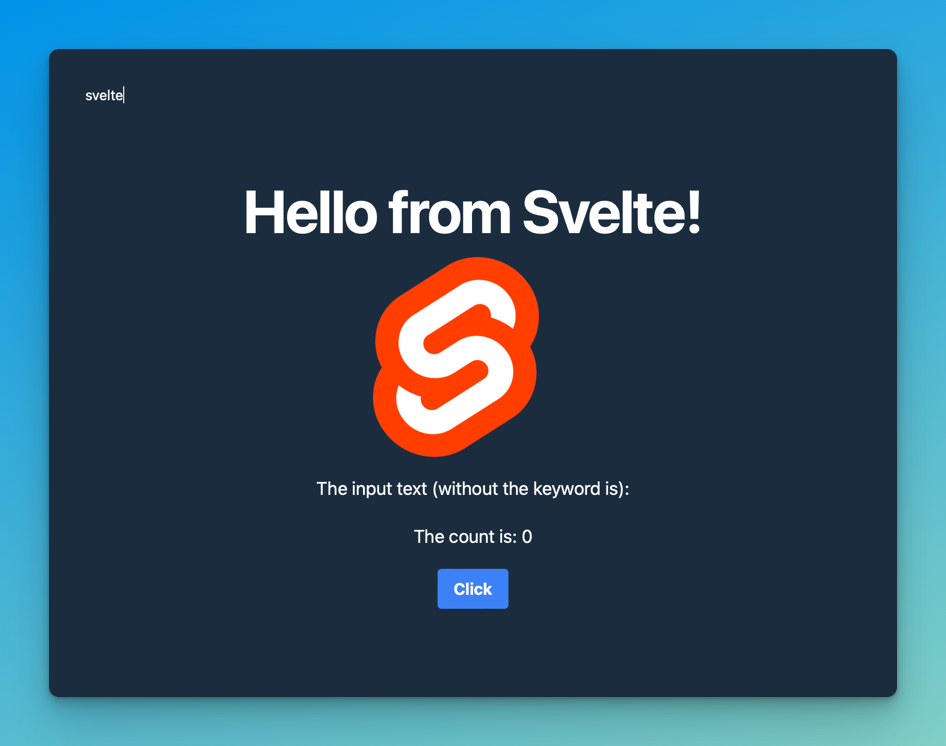 svelte
Hello from Svelte!
The input text (without the keyword is):
The count is: 0
Click